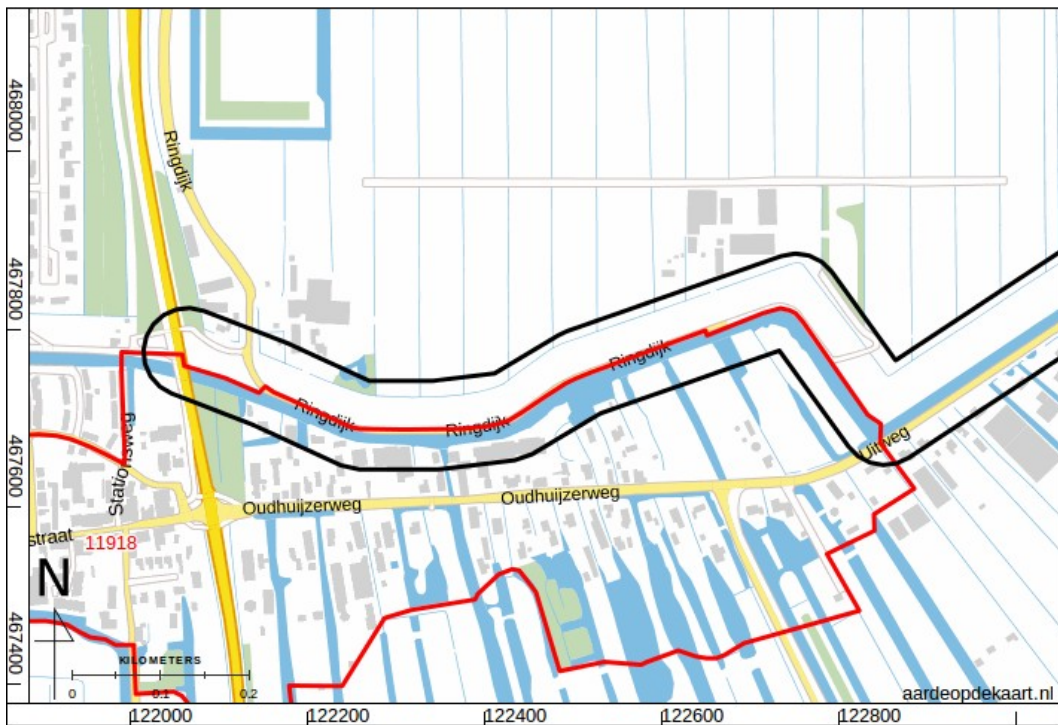 468000
Ringdijk
467800
Ringdijk
Ringdijk
Ringdijk
467600
Stationsweg
Uitweg
Oudhuijzerweg
Oudhuijzerweg
straat
11918
N
467400
KILOMETERS
0
0.1
0.2
aardeopdekaart.nl
122000
122200
122400
122600
122800